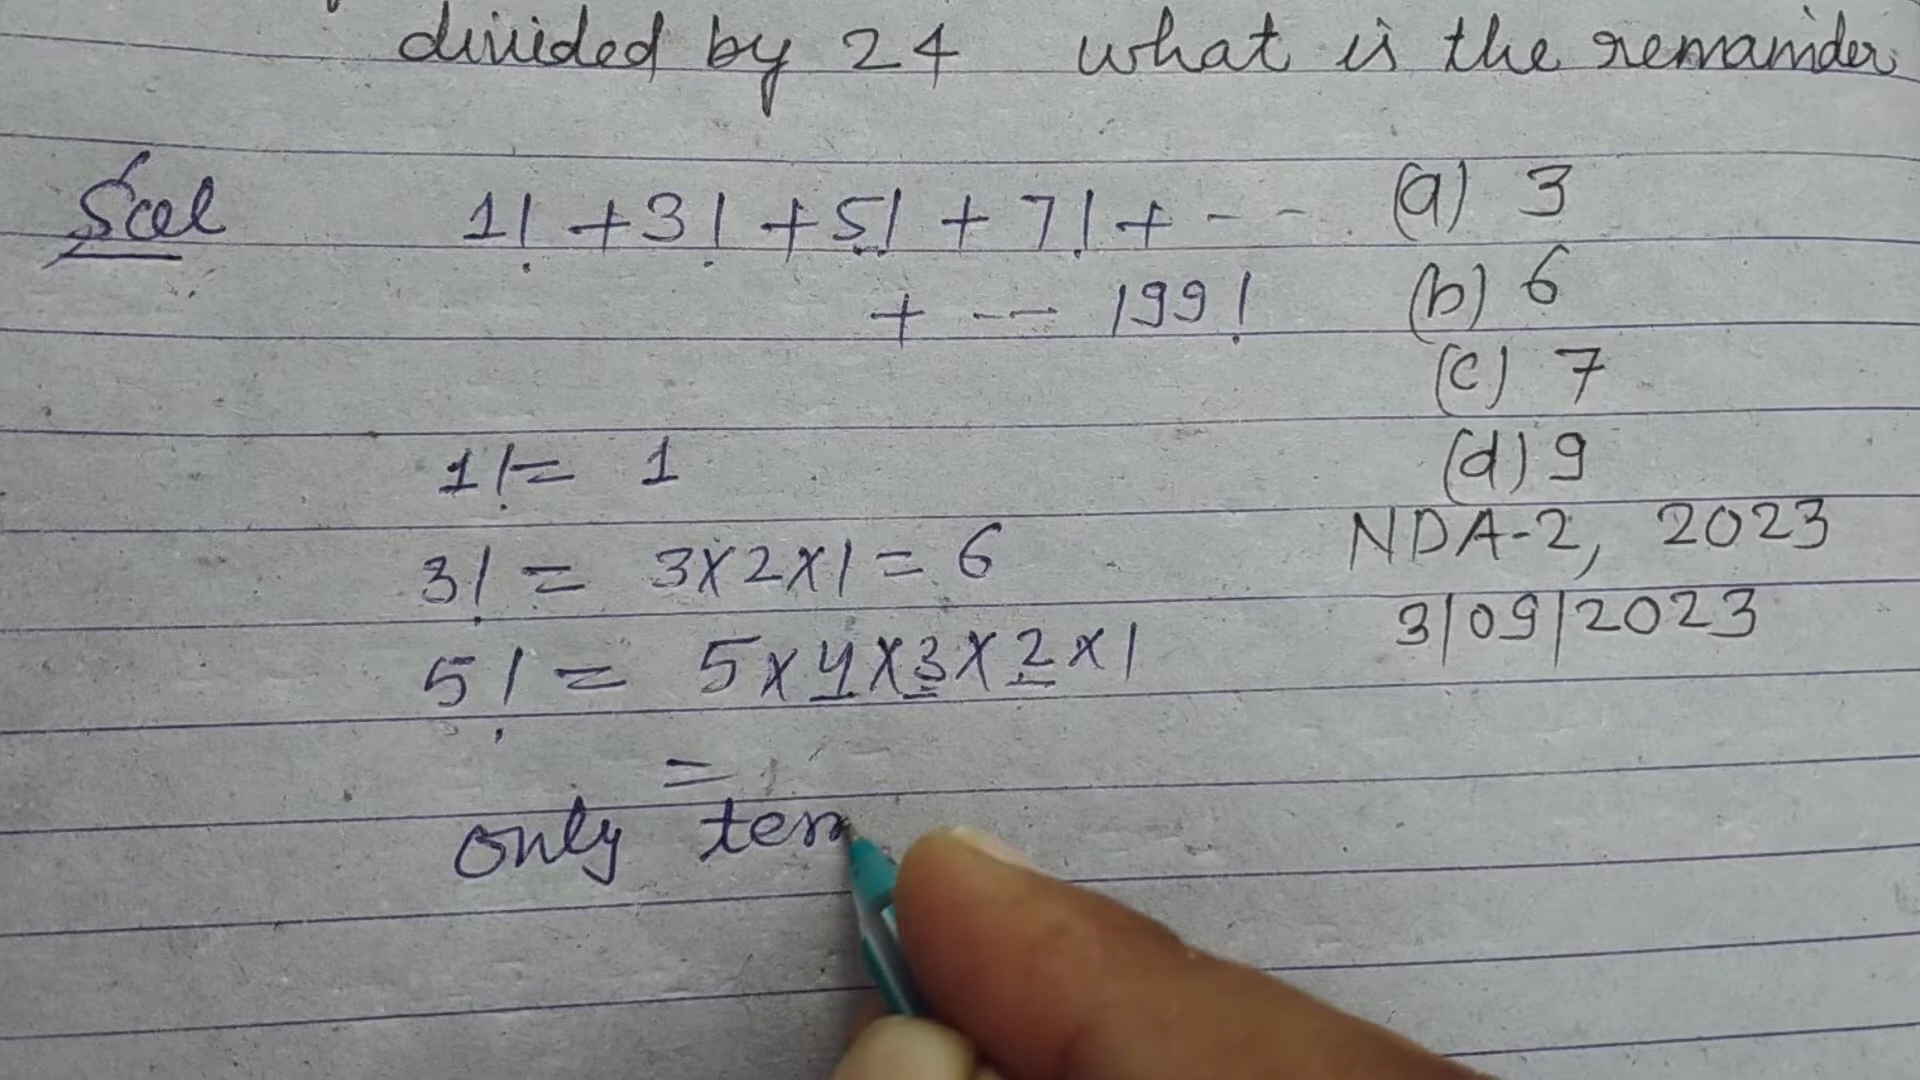 divided by 24 what is the remainder
Sol 1! + 3! + 5! + 7! + - - (a) 3
+ -- 199! (b) 6
(c) 7
1! = 1 (d) 9
3! = 3×2×1 = 6 NDA-2, 2023
5! = 5×4×3×2×1 3/09/2023
=
only term